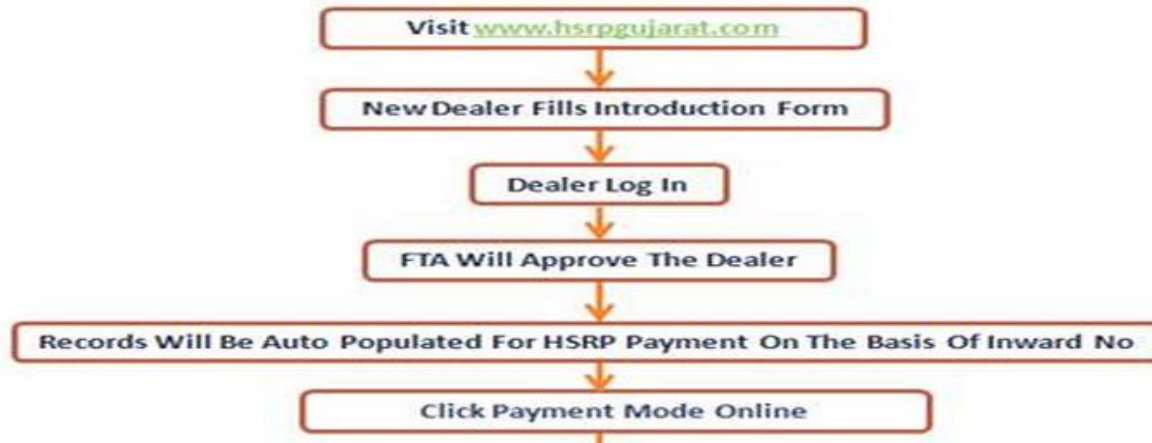 Visit www.hsrpgujarat.com
New Dealer Fills Introduction Form
Dealer Log In
FTA Will Approve The Dealer
Records Will Be Auto Populated For HSRP Payment On The Basis Of Inward No
Click Payment Mode Online